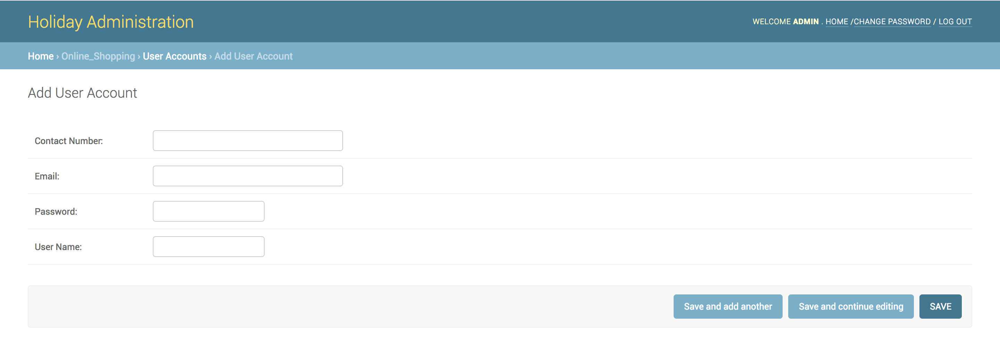 Holiday Administration
WELCOME ADMIN . HOME /CHANGE PASSWORD / LOG OUT
Home › Online_Shopping › User Accounts › Add User Account
Add User Account
Contact Number:
Email:
Password:
User Name:
Save and add another
Save and continue editing
SAVE